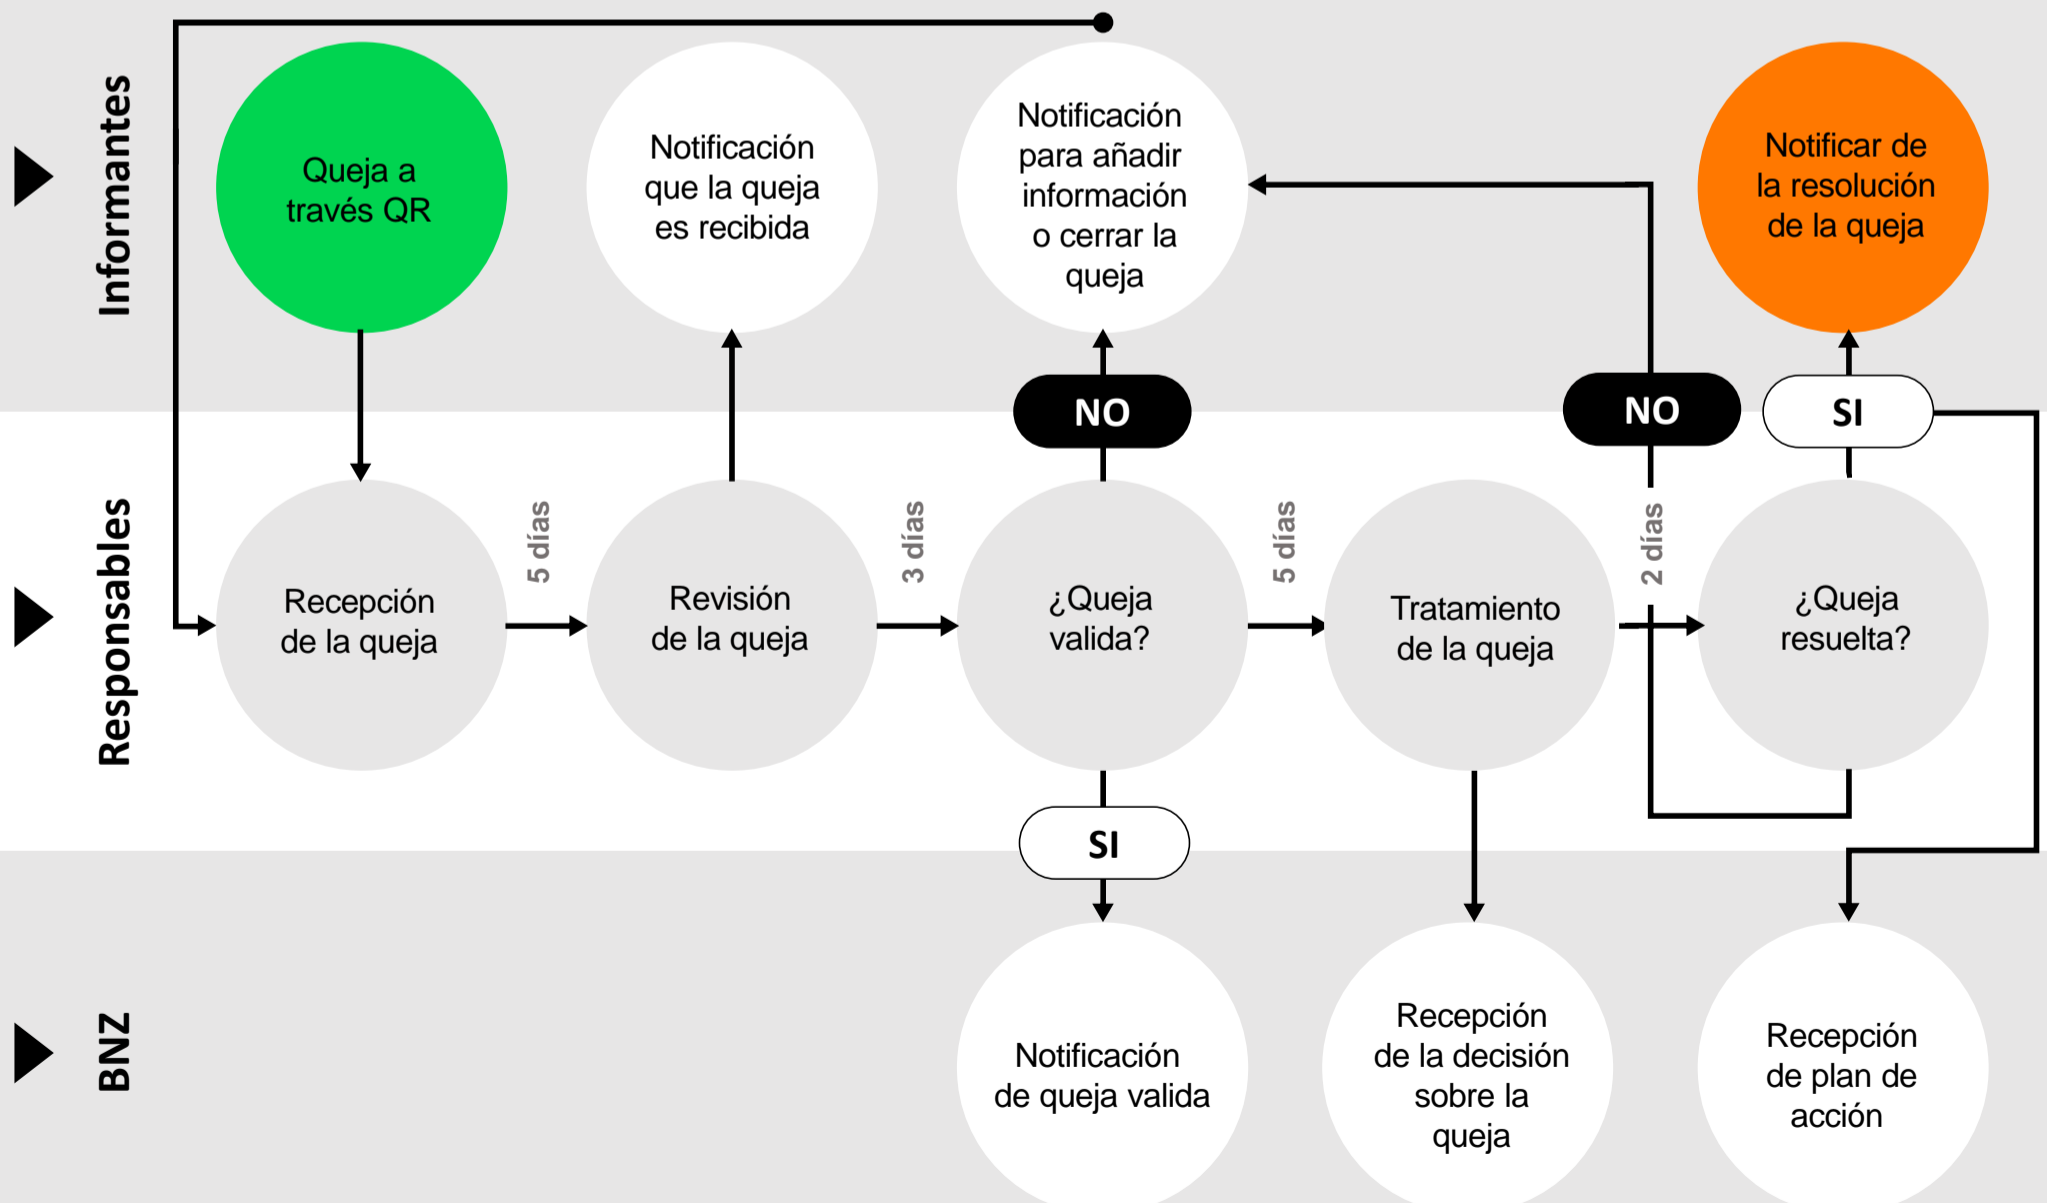 Informantes
Queja a
través QR
Notificación
que la queja
es recibida
Notificación
para añadir
información
o cerrar la
queja
Notificar de
la resolución
de la queja
NO
NO
SI
Responsables
Recepción
de la queja
5 días
Revisión
de la queja
3 días
¿Queja
valida?
5 días
Tratamiento
de la queja
2 días
¿Queja
resuelta?
SI
BNZ
Notificación
de queja valida
Recepción
de la decisión
sobre la
queja
Recepción
de plan de
acción